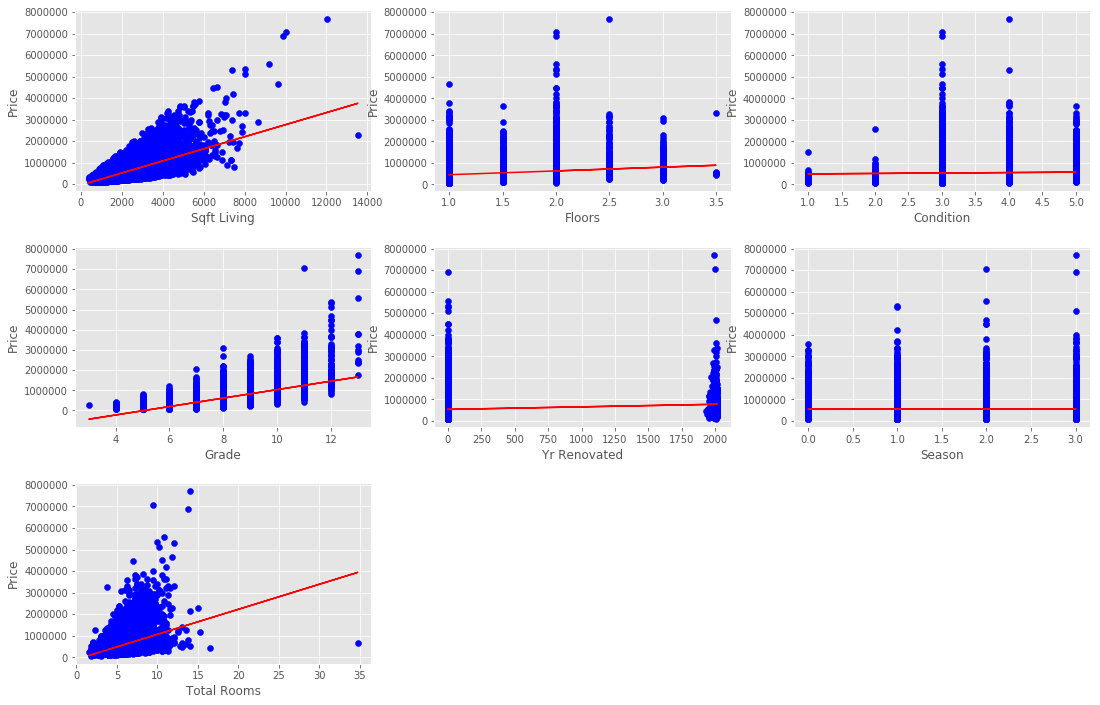 8000000 8000000 8000000
7000000 7000000 7000000
6000000 6000000 6000000
5000000 5000000 5000000
4000000 4000000 4000000
3000000 3000000 3000000
2000000 2000000 2000000
1000000 1000000 1000000
0 0 0
Price Price Price
0 2000 4000 6000 8000 10000 12000 14000 1.0 1.5 2.0 2.5 3.0 3.5 1.0 1.5 2.0 2.5 3.0 3.5 4.0 4.5 5.0
Sqft Living Floors Condition
8000000 8000000 8000000
7000000 7000000 7000000
6000000 6000000 6000000
5000000 5000000 5000000
4000000 4000000 4000000
3000000 3000000 3000000
2000000 2000000 2000000
1000000 1000000 1000000
0 0 0
Price Price Price
4 6 8 10 12 0 250 500 750 1000 1250 1500 1750 2000 0.0 0.5 1.0 1.5 2.0 2.5 3.0
Grade Yr Renovated Season
8000000
7000000
6000000
5000000
4000000
3000000
2000000
1000000
0
Price
0 5 10 15 20 25 30 35
Total Rooms